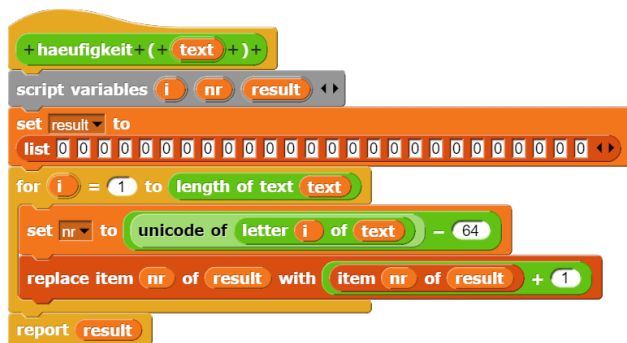 + haeufigkeit + ( + text + ) +
script variables i nr result
set result to
list 0 0 0 0 0 0 0 0 0 0 0 0 0 0 0 0 0 0 0 0 0 0 0 0 0 0
for i = 1 to length of text text
set nr to unicode of letter i of text - 64
replace item nr of result with item nr of result + 1
report result